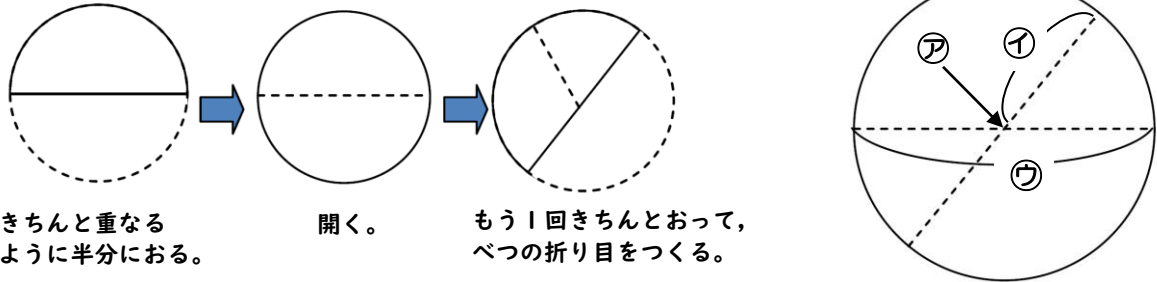 きちんと重なる
ように半分におる。
開く。
もう１回きちんとおって，
べつの折り目をつくる。
㋐
㋑
㋒